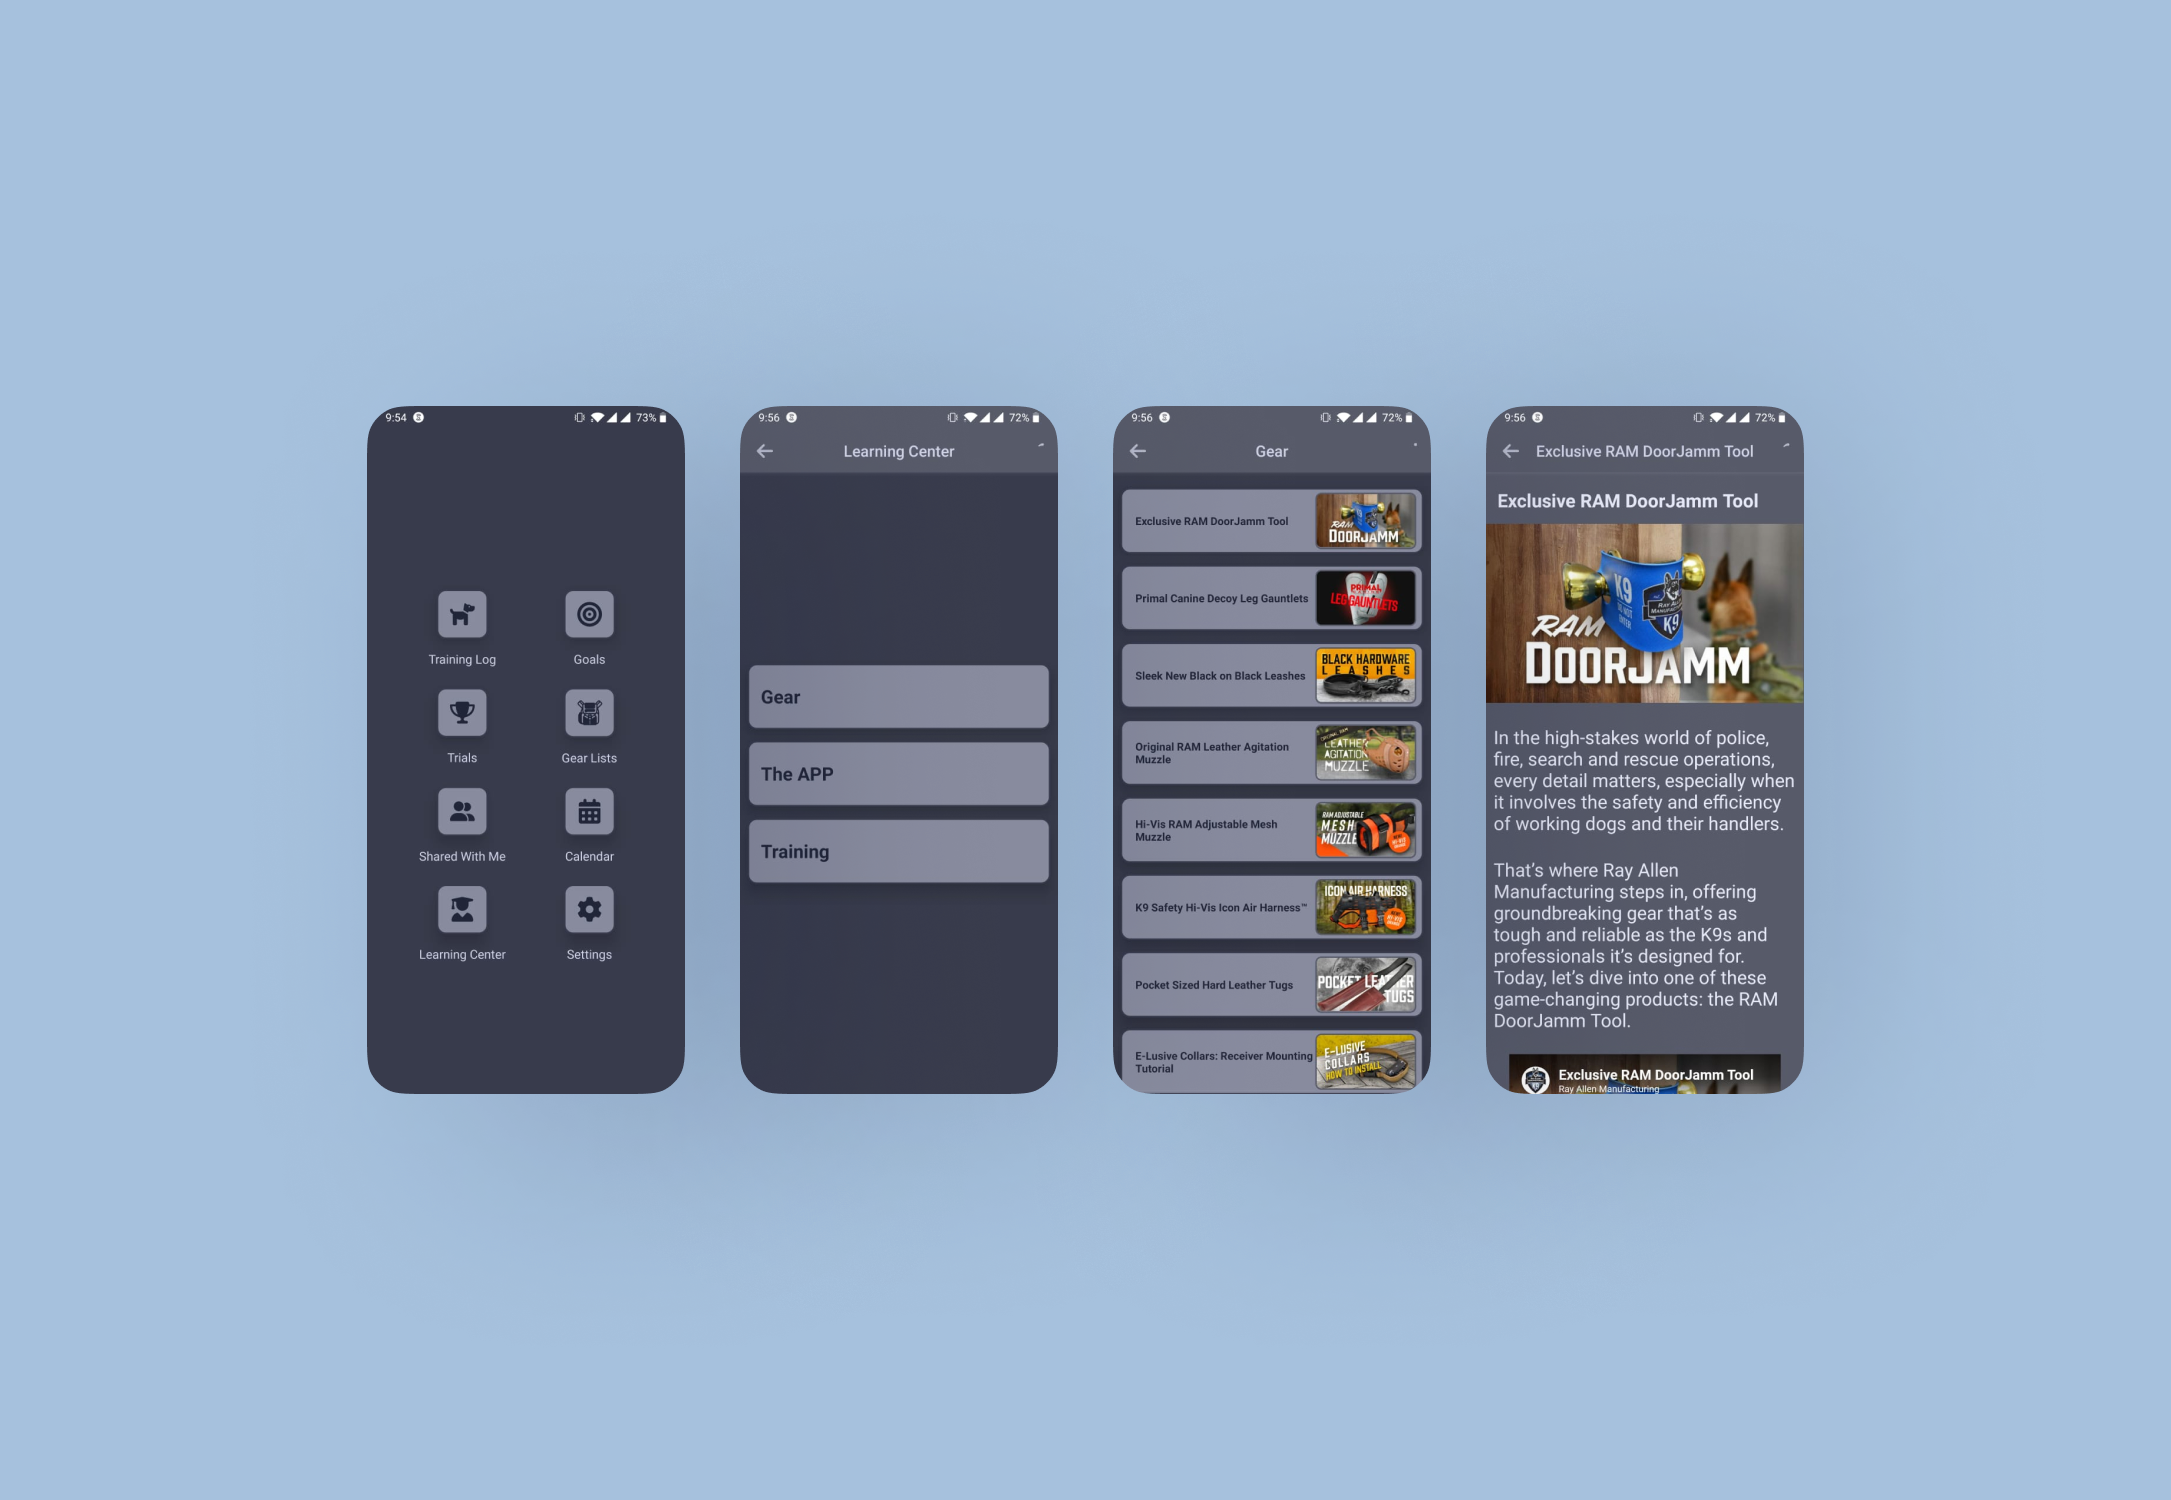 9:54
73%
Training Log
Goals
Trials
Gear Lists
Shared With Me
Calendar
Learning Center
Settings
9:56
72%
Learning Center
Gear
The APP
Training
9:56
72%
Gear
Exclusive RAM DoorJamm Tool
RAM
DOORJAMM
Primal Canine Decoy Leg Gauntlets
PRIMAL
LEG GAUNTLETS
Sleek New Black on Black Leashes
BLACK HARDWARE
LEASHES
Original RAM Leather Agitation
Muzzle
ORIGINAL RAM
LEATHER
AGITATION
MUZZLE
Hi-Vis RAM Adjustable Mesh
Muzzle
RAM ADJUSTABLE
MESH
MUZZLE
K9 Safety Hi-Vis Icon Air Harness™
ICON AIR HARNESS
Pocket Sized Hard Leather Tugs
POCKET LEATHER
TUGS
E-Lusive Collars: Receiver Mounting
Tutorial
E-LUSIVE
COLLARS
HOW TO INSTALL
9:56
72%
Exclusive RAM DoorJamm Tool
Exclusive RAM DoorJamm Tool
K9
DO NOT
ENTER
RAY ALLEN
MANUFACTURING
K9
RAM
DOORJAMM
In the high-stakes world of police,
fire, search and rescue operations,
every detail matters, especially when
it involves the safety and efficiency
of working dogs and their handlers.
That’s where Ray Allen
Manufacturing steps in, offering
groundbreaking gear that’s as
tough and reliable as the K9s and
professionals it’s designed for.
Today, let’s dive into one of these
game-changing products: the RAM
DoorJamm Tool.
Exclusive RAM DoorJamm Tool
Ray Allen Manufacturing